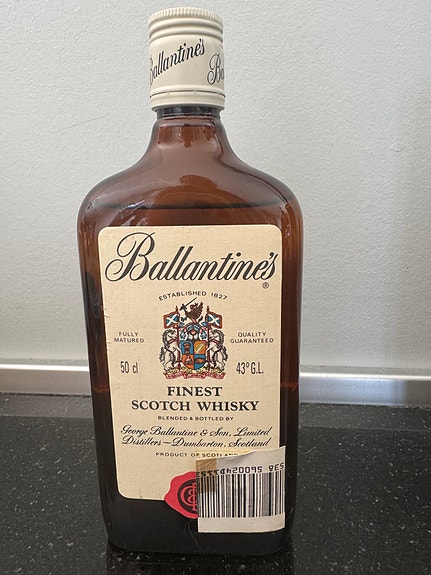 Ballantine's
Ballantine's
®
ESTABLISHED 1827
FULLY MATURED
QUALITY GUARANTEED
50 cl
43° G.L.
FINEST
SCOTCH WHISKY
BLENDED & BOTTLED BY
George Ballantine & Son, Limited
Distillers—Dumbarton, Scotland
PRODUCT OF SCOTLAND